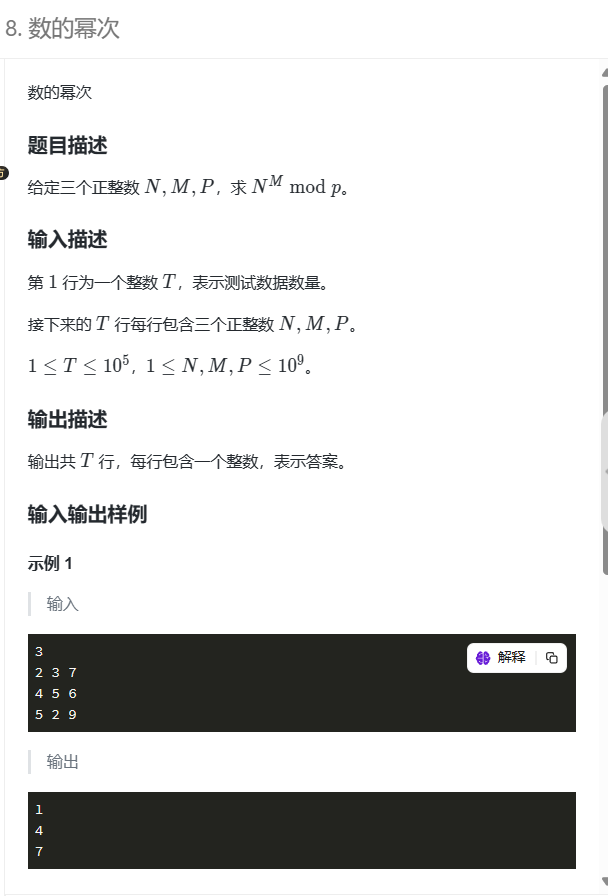 8. 数的幂次
数的幂次
题目描述
给定三个正整数 N, M, P，求 N^M mod p。
输入描述
第 1 行为一个整数 T，表示测试数据数量。
接下来的 T 行每行包含三个正整数 N, M, P。
1 ≤ T ≤ 10^5，1 ≤ N, M, P ≤ 10^9。
输出描述
输出共 T 行，每行包含一个整数，表示答案。
输入输出样例
示例 1
输入
3
解释
2 3 7
4 5 6
5 2 9
输出
1
4
7